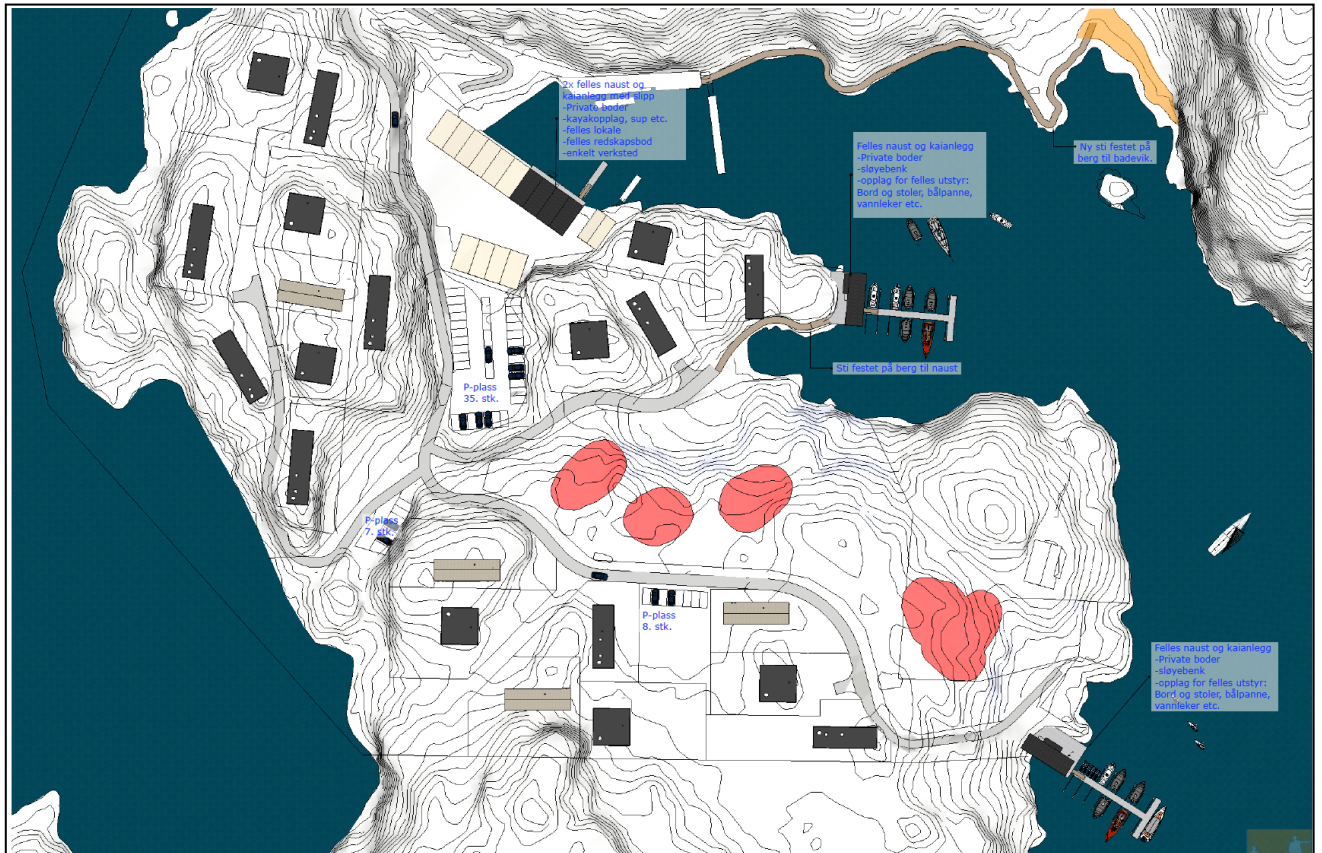 2x felles naust og
kaianlegg med slipp
-Private boder
-kayakopplag, sup etc.
-felles lokale
-felles redskapsbod
-enkelt verksted
Felles naust og kaianlegg
-Private boder
-sløyebenk
-opplag for felles utstyr:
Bord og stoler, bålpanne,
vannleker etc.
Ny sti festet på
berg til badevik.
Sti festet på berg til naust
P-plass
35. stk.
P-plass
7. stk.
P-plass
8. stk.
Felles naust og kaianlegg
-Private boder
-sløyebenk
-opplag for felles utstyr:
Bord og stoler, bålpanne,
vannleker etc.